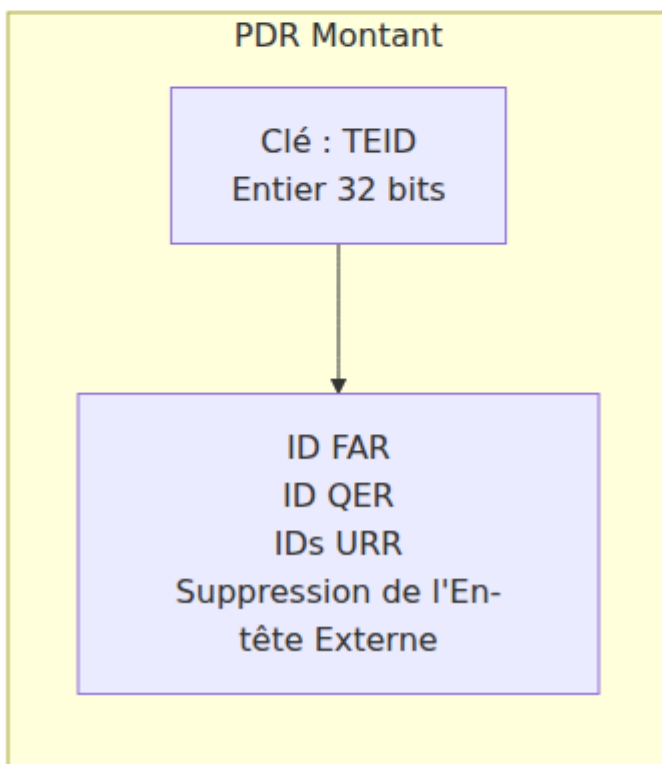 PDR Montant
Clé : TEID
Entier 32 bits
ID FAR
ID QER
IDs URR
Suppression de l'En-
tête Externe